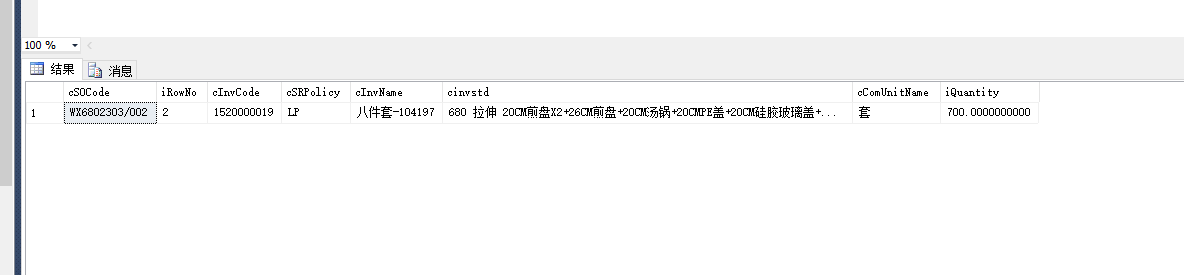 100 %
结果 消息
cSOCode iRowNo cInvCode cSRPolicy cInvName cinvstd cComUnitName iQuantity
1 WX6802303/002 2 1520000019 LP 八件套-104197 680 拉伸 20CM煎盘X2+26CM煎盘+20CM汤锅+20CMPE盖+20CM硅胶玻璃盖+... 套 700.0000000000